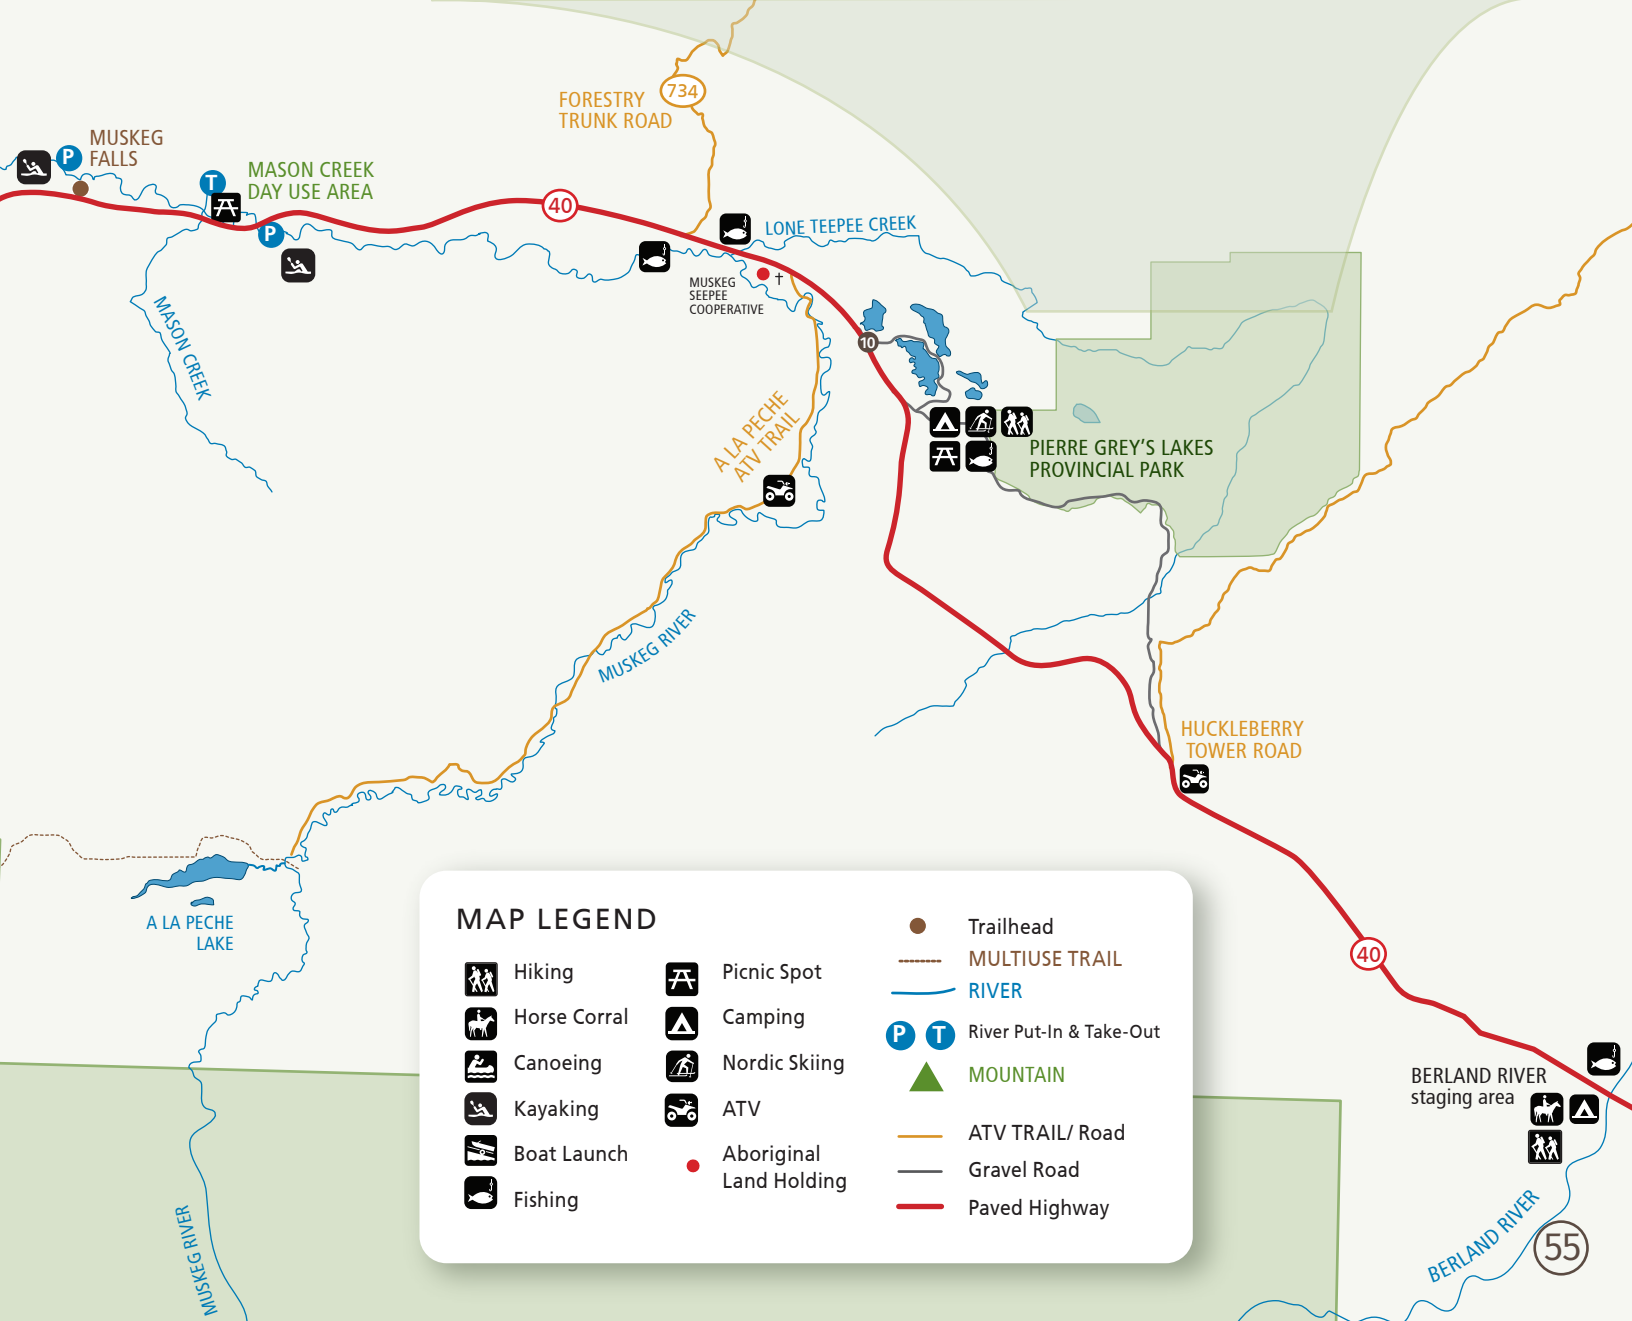 734
FORESTRY
TRUNK ROAD
MUSKEG
FALLS
P
T
MASON CREEK
DAY USE AREA
P
40
LONE TEEPEE CREEK
MUSKEG
SEEPEE
COOPERATIVE
MASON CREEK
10
A LA PECHE
ATV TRAIL
PIERRE GREY'S LAKES
PROVINCIAL PARK
MUSKEG RIVER
HUCKLEBERRY
TOWER ROAD
A LA PECHE
LAKE
MAP LEGEND
Hiking
Horse Corral
Canoeing
Kayaking
Boat Launch
Fishing
Picnic Spot
Camping
Nordic Skiing
ATV
Aboriginal
Land Holding
Trailhead
MULTIUSE TRAIL
RIVER
P T River Put-In & Take-Out
MOUNTAIN
ATV TRAIL/ Road
Gravel Road
Paved Highway
40
BERLAND RIVER
staging area
BERLAND RIVER
55
MUSKEG RIVER